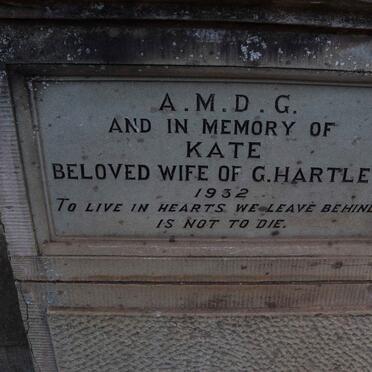 A.M.D.G.
AND IN MEMORY OF
KATE
BELOVED WIFE OF G.HARTLE
1932
TO LIVE IN HEARTS WE LEAVE BEHIN
IS NOT TO DIE.